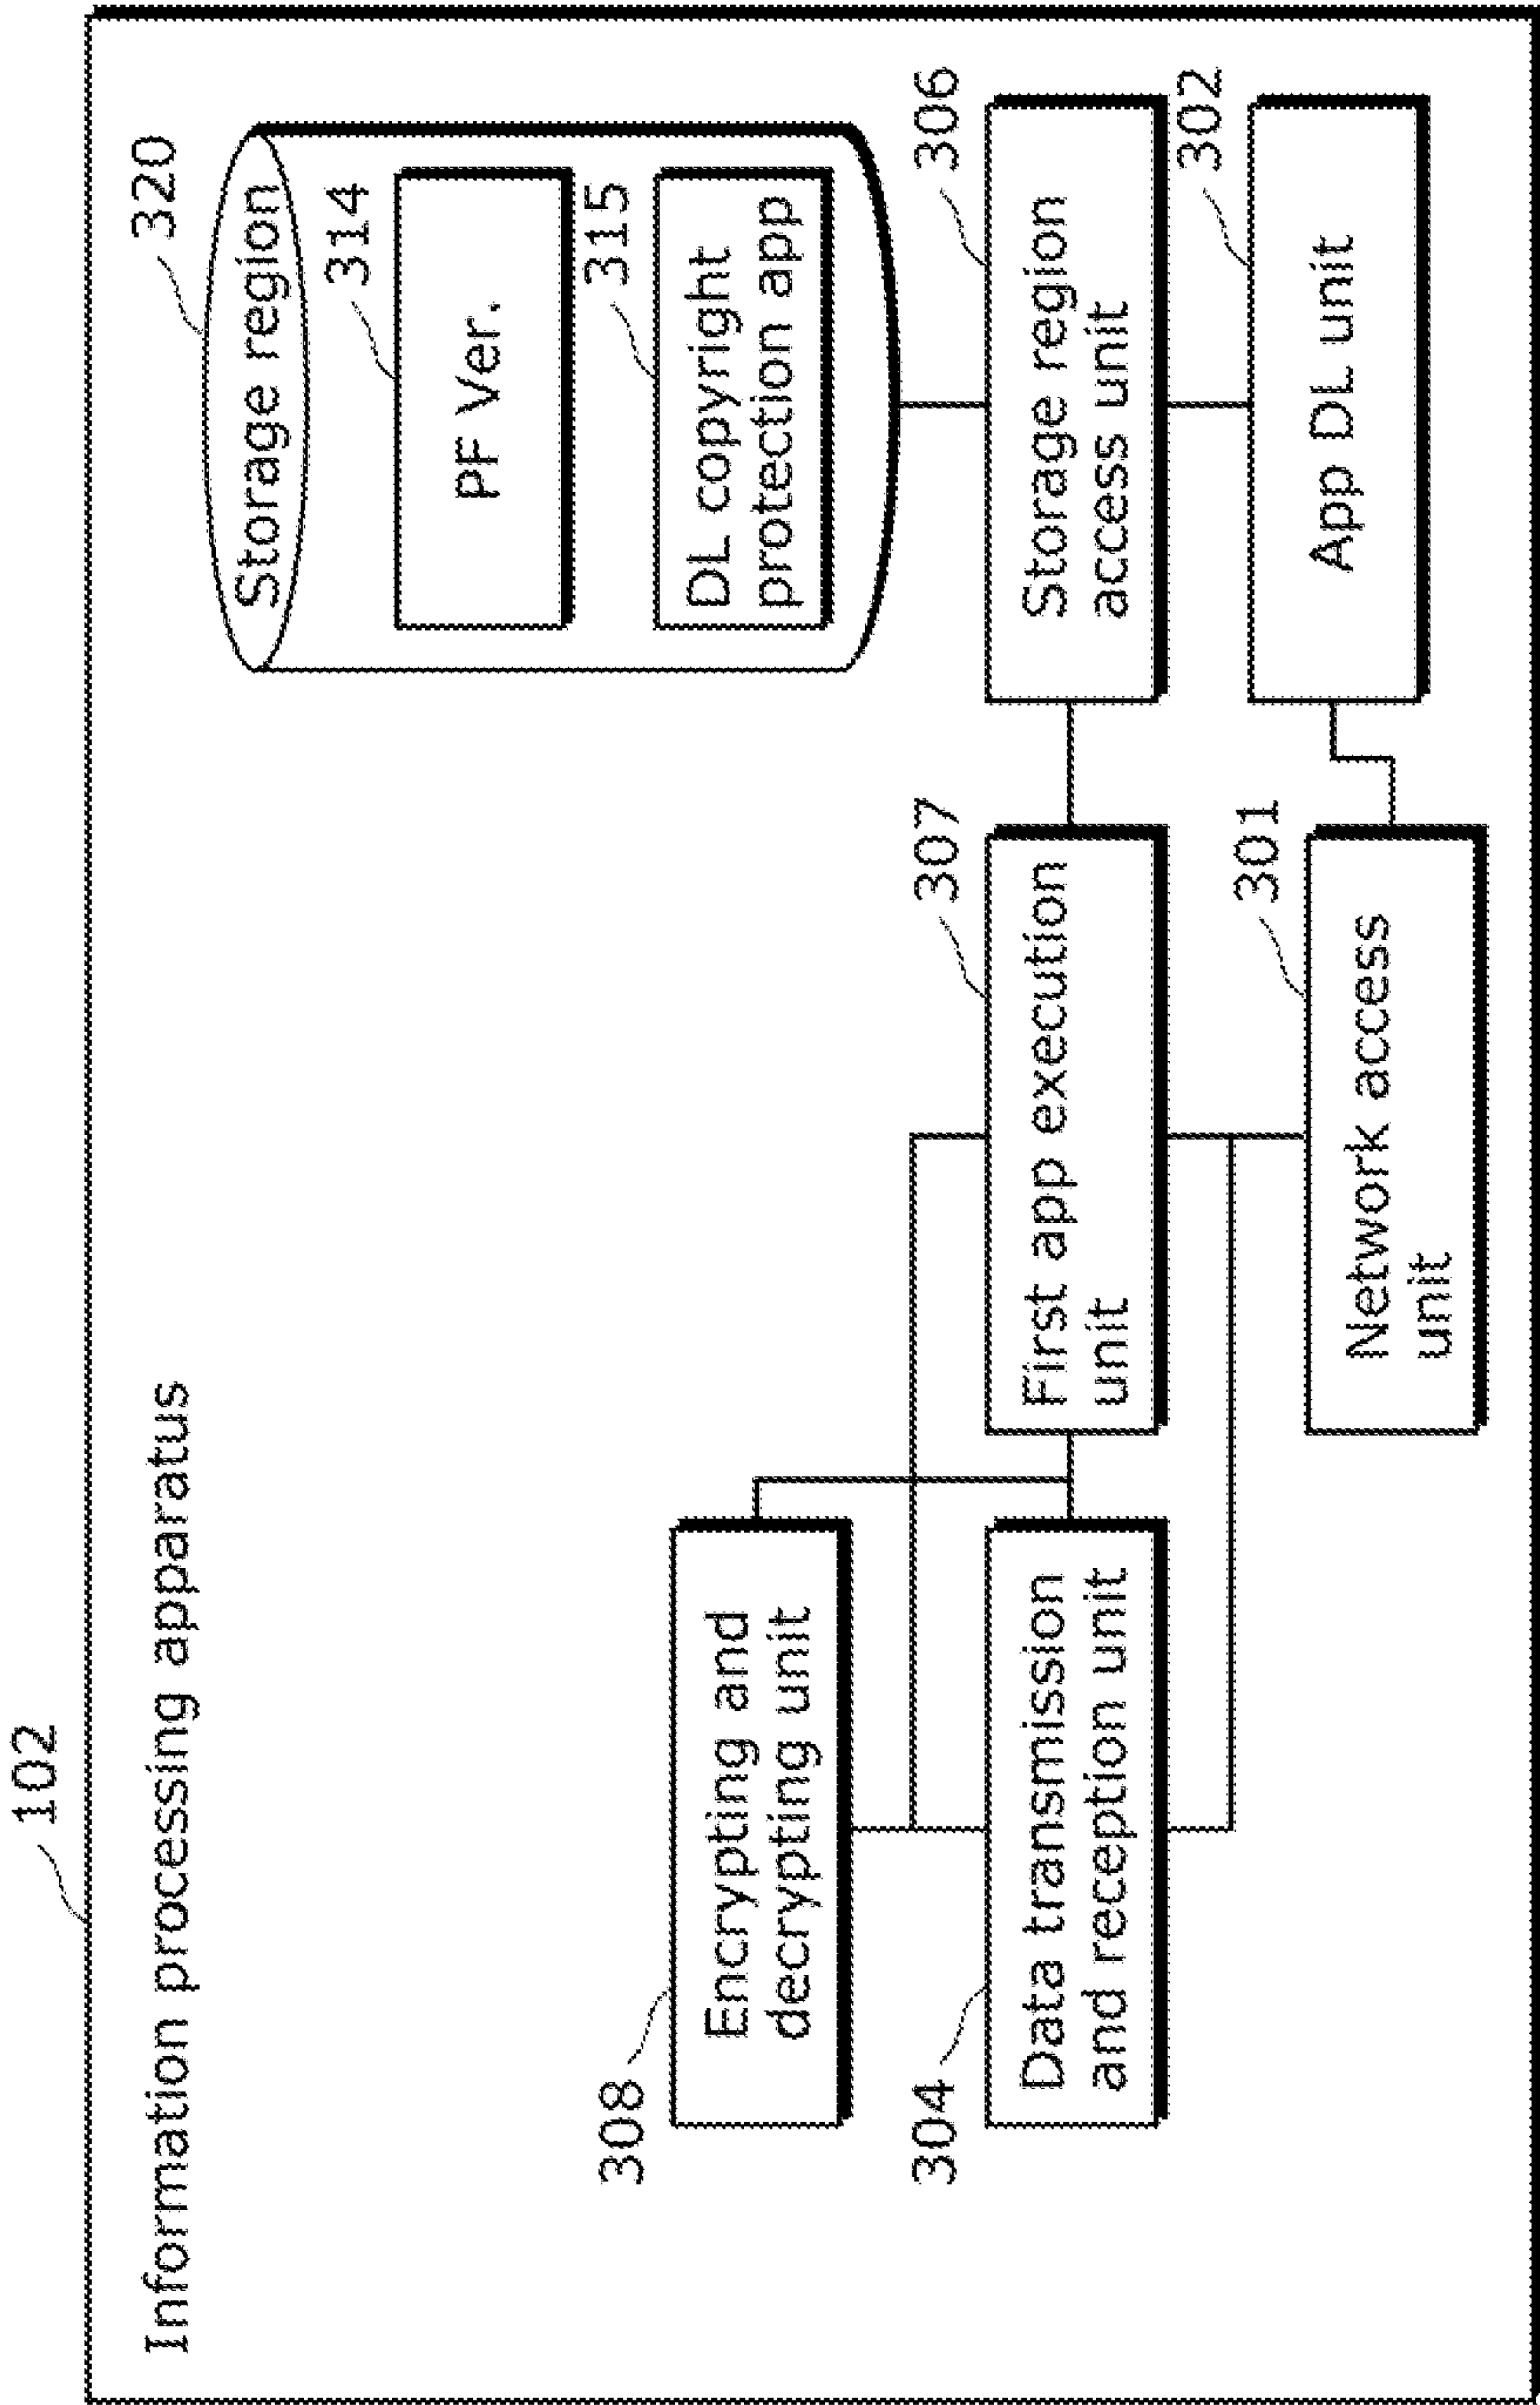 102
Information processing apparatus
320
Storage region
314
PF Ver.
315
DL copyright
protection app
308
Encrypting and
decrypting unit
304
Data transmission
and reception unit
307
First app execution
unit
306
Storage region
access unit
301
Network access
unit
302
App DL unit